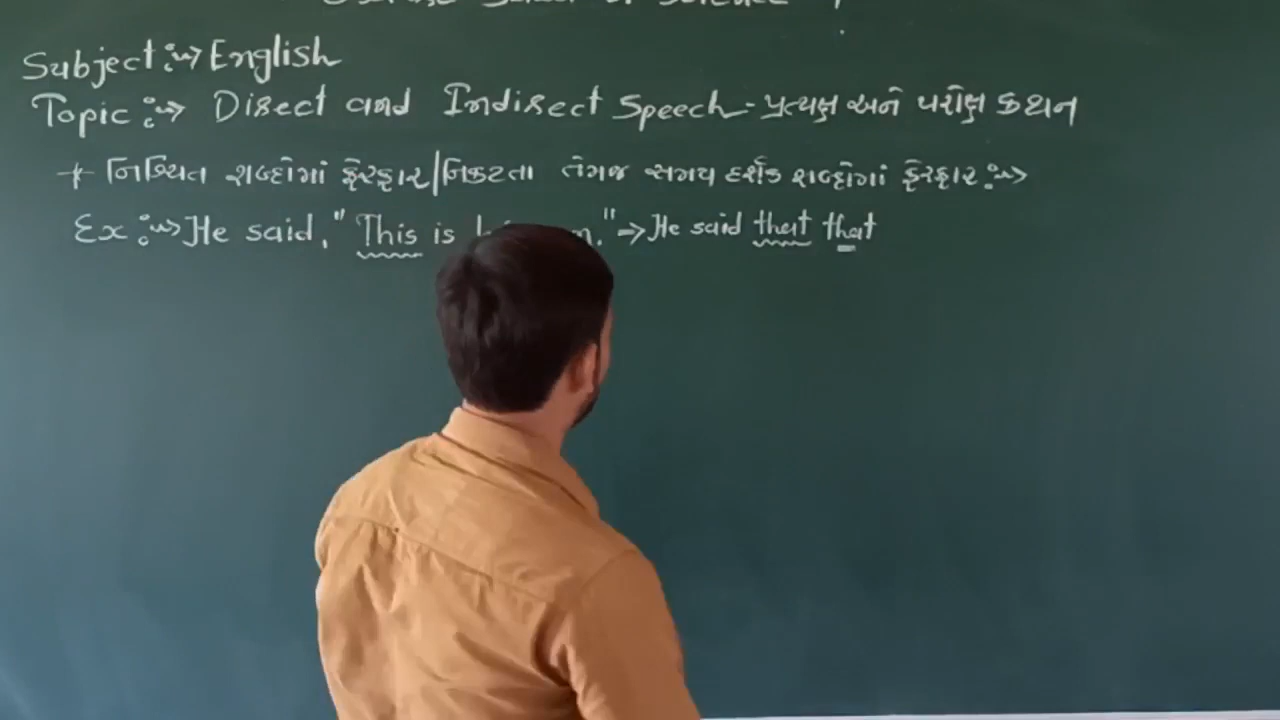 Subject :~> English
Topic :~> Direct and Indirect Speech - પ્રત્યક્ષ અને પરોક્ષ કથન
+ નિશ્ચિત શબ્દોમાં ફેરફાર/નિકટતા તેમજ સમય દર્શક શબ્દોમાં ફેરફાર :~>
Ex :~> He said, "This is ." → He said that that